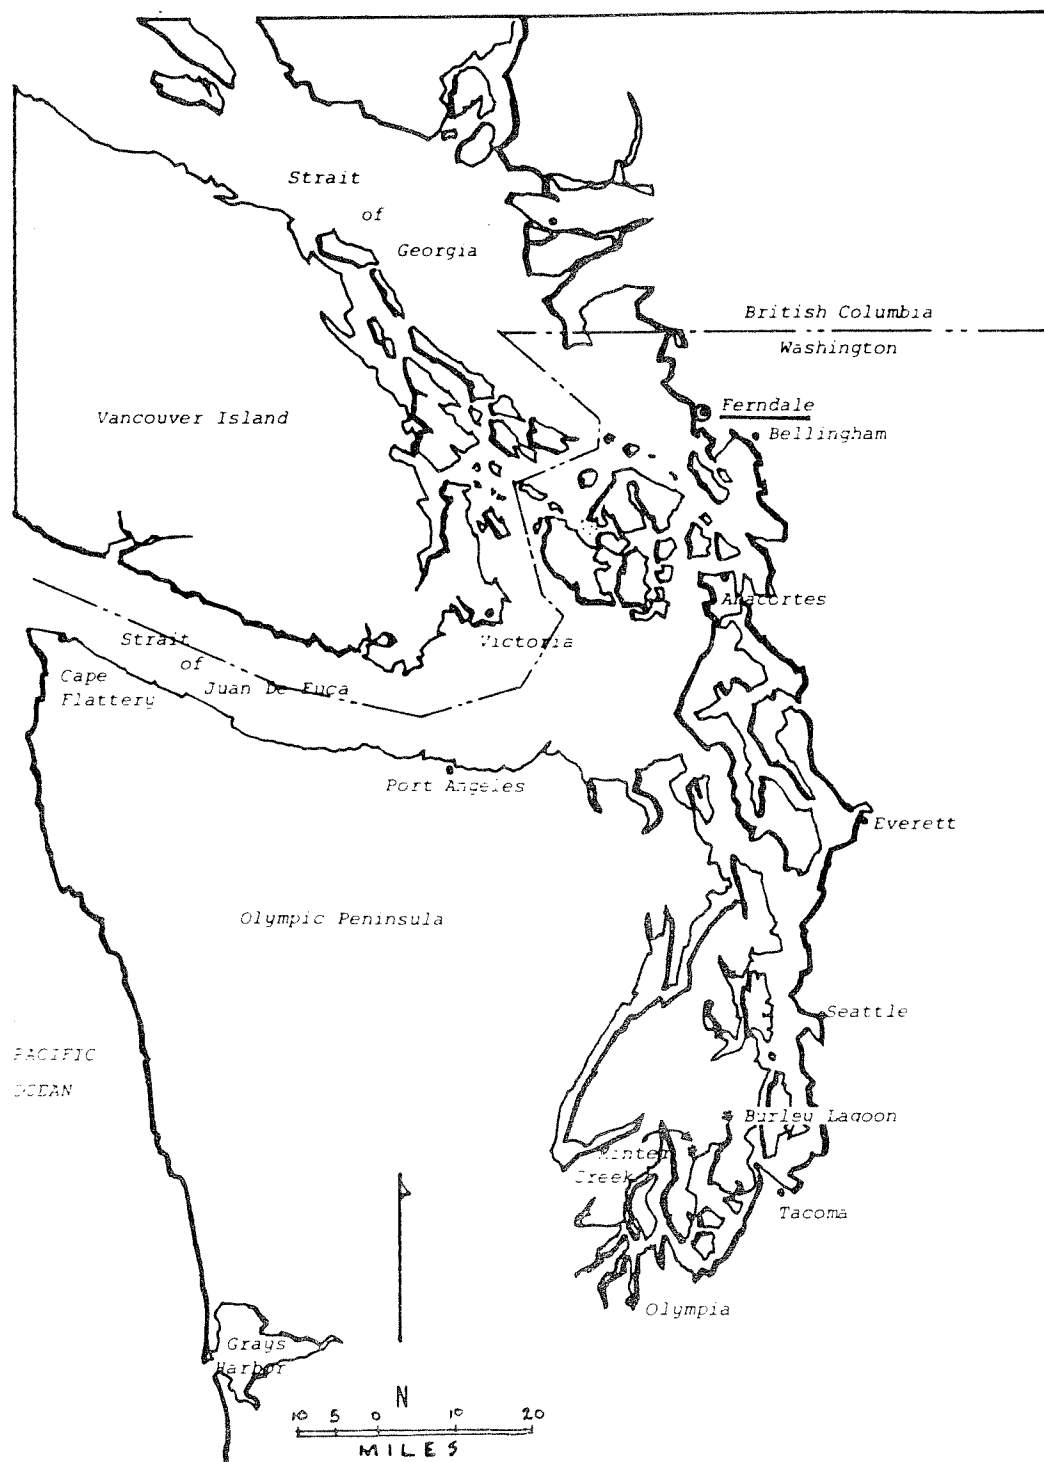 Strait
of
Georgia
British Columbia
Washington
Ferndale
Vancouver Island
Bellingham
Anacortes
Strait
of
Juan De Fuca
Victoria
Cape
Flattery
Port Angeles
Everett
Olympic Peninsula
Seattle
PACIFIC
OCEAN
Burley Lagoon
Minter
Creek
Tacoma
Olympia
Grays
Harbor
N
10 5 0 10 20
MILES